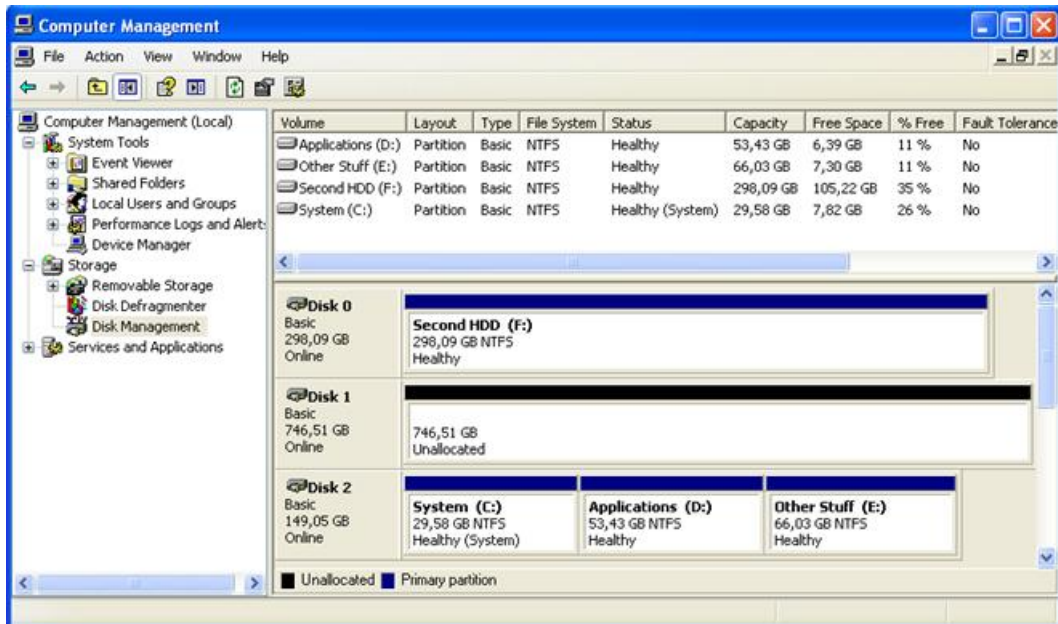 Computer Management
File Action View Window Help
Computer Management (Local)
System Tools
Event Viewer
Shared Folders
Local Users and Groups
Performance Logs and Alert
Device Manager
Storage
Removable Storage
Disk Defragmenter
Disk Management
Services and Applications
Volume Layout Type File System Status Capacity Free Space % Free Fault Tolerance
Applications (D:) Partition Basic NTFS Healthy 53,43 GB 6,39 GB 11 % No
Other Stuff (E:) Partition Basic NTFS Healthy 66,03 GB 7,30 GB 11 % No
Second HDD (F:) Partition Basic NTFS Healthy 298,09 GB 105,22 GB 35 % No
System (C:) Partition Basic NTFS Healthy (System) 29,58 GB 7,82 GB 26 % No
Disk 0
Basic
298,09 GB
Online
Second HDD (F:)
298,09 GB NTFS
Healthy
Disk 1
Basic
746,51 GB
Online
746,51 GB
Unallocated
Disk 2
Basic
149,05 GB
Online
System (C:)
29,58 GB NTFS
Healthy (System)
Applications (D:)
53,43 GB NTFS
Healthy
Other Stuff (E:)
66,03 GB NTFS
Healthy
Unallocated Primary partition